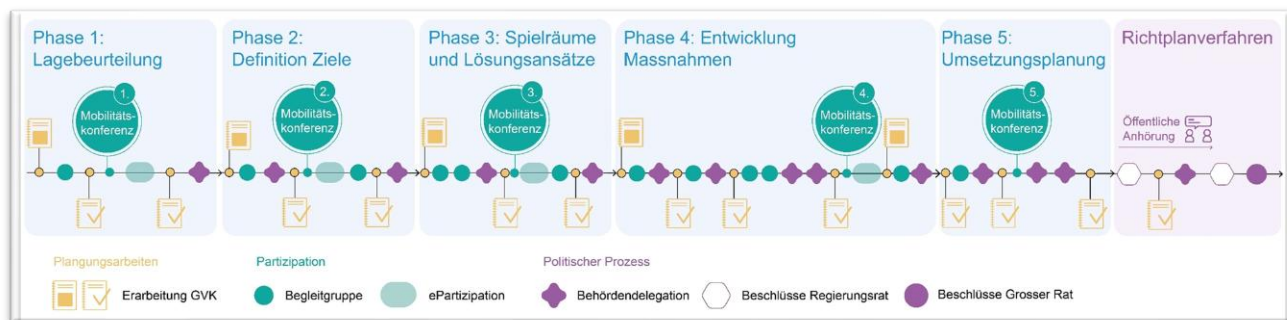 Phase 1:
Lagebeurteilung
Phase 2:
Definition Ziele
Phase 3: Spielräume
und Lösungsansätze
Phase 4: Entwicklung
Massnahmen
Phase 5:
Umsetzungsplanung
Richtplanverfahren
1.
Mobilitäts-
konferenz
2.
Mobilitäts-
konferenz
3.
Mobilitäts-
konferenz
4.
Mobilitäts-
konferenz
5.
Mobilitäts-
konferenz
Öffentliche
Anhörung
Plangungsarbeiten
Partizipation
Politischer Prozess
Erarbeitung GVK
Begleitgruppe
ePartizipation
Behördendelegation
Beschlüsse Regierungsrat
Beschlüsse Grosser Rat